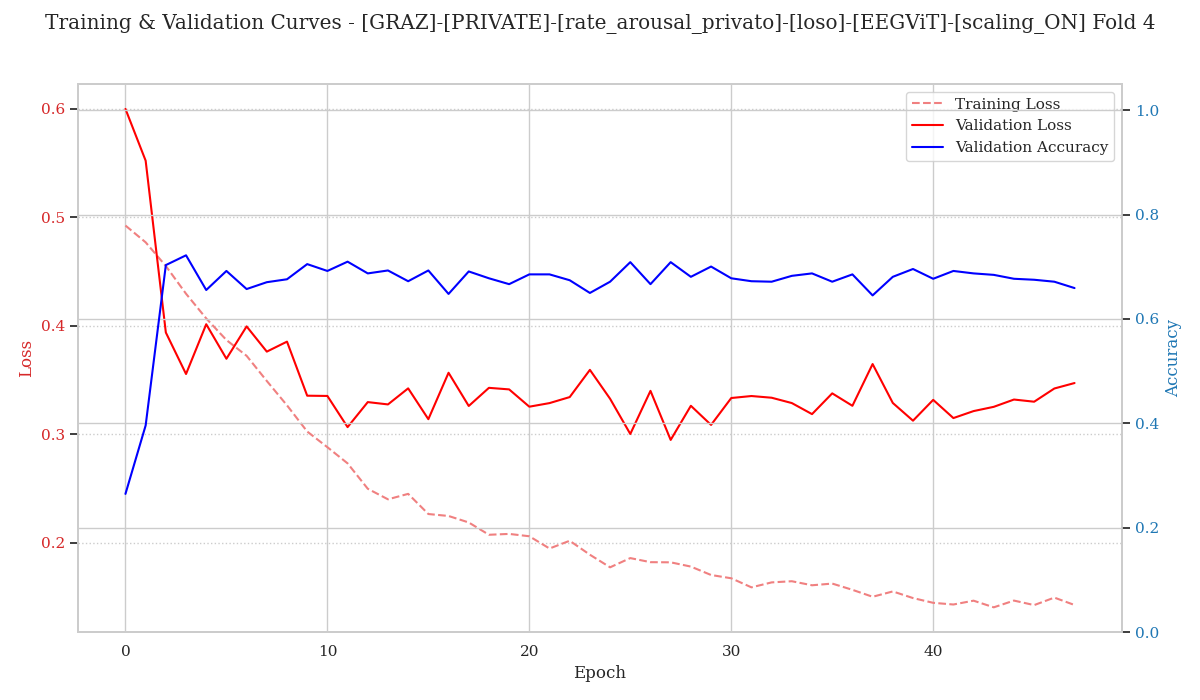 Training & Validation Curves - [GRAZ]-[PRIVATE]-[rate_arousal_privato]-[loso]-[EEGViT]-[scaling_ON] Fold 4
Training Loss
Validation Loss
Validation Accuracy
0.6
0.5
0.4
0.3
0.2
Loss
1.0
0.8
0.6
0.4
0.2
0.0
Accuracy
0
10
20
30
40
Epoch